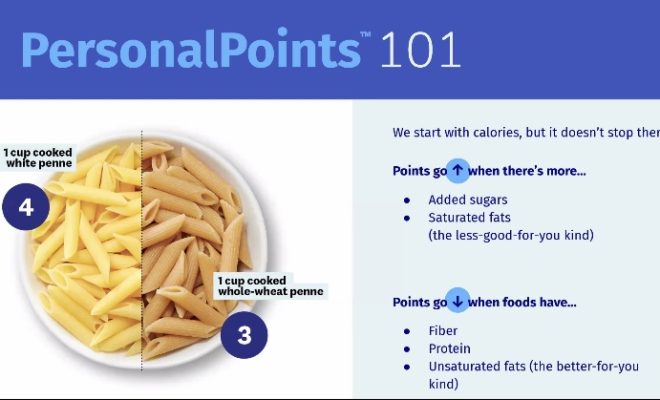 PersonalPoints™ 101
1 cup cooked
white penne
4
1 cup cooked
whole-wheat penne
3
We start with calories, but it doesn't stop
Points go ↑ when there's more...
• Added sugars
• Saturated fats
(the less-good-for-you kind)
Points go ↓ when foods have...
• Fiber
• Protein
• Unsaturated fats (the better-for-you
kind)